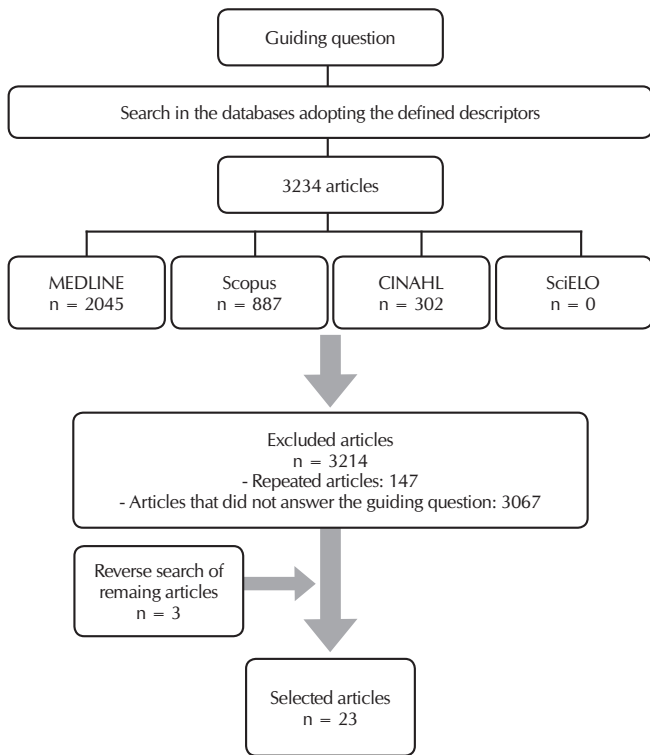 Guiding question
Search in the databases adopting the defined descriptors
3234 articles
MEDLINE
n = 2045
Scopus
n = 887
CINAHL
n = 302
SciELO
n = 0
Excluded articles
n = 3214
- Repeated articles: 147
- Articles that did not answer the guiding question: 3067
Reverse search of
remaing articles
n = 3
Selected articles
n = 23